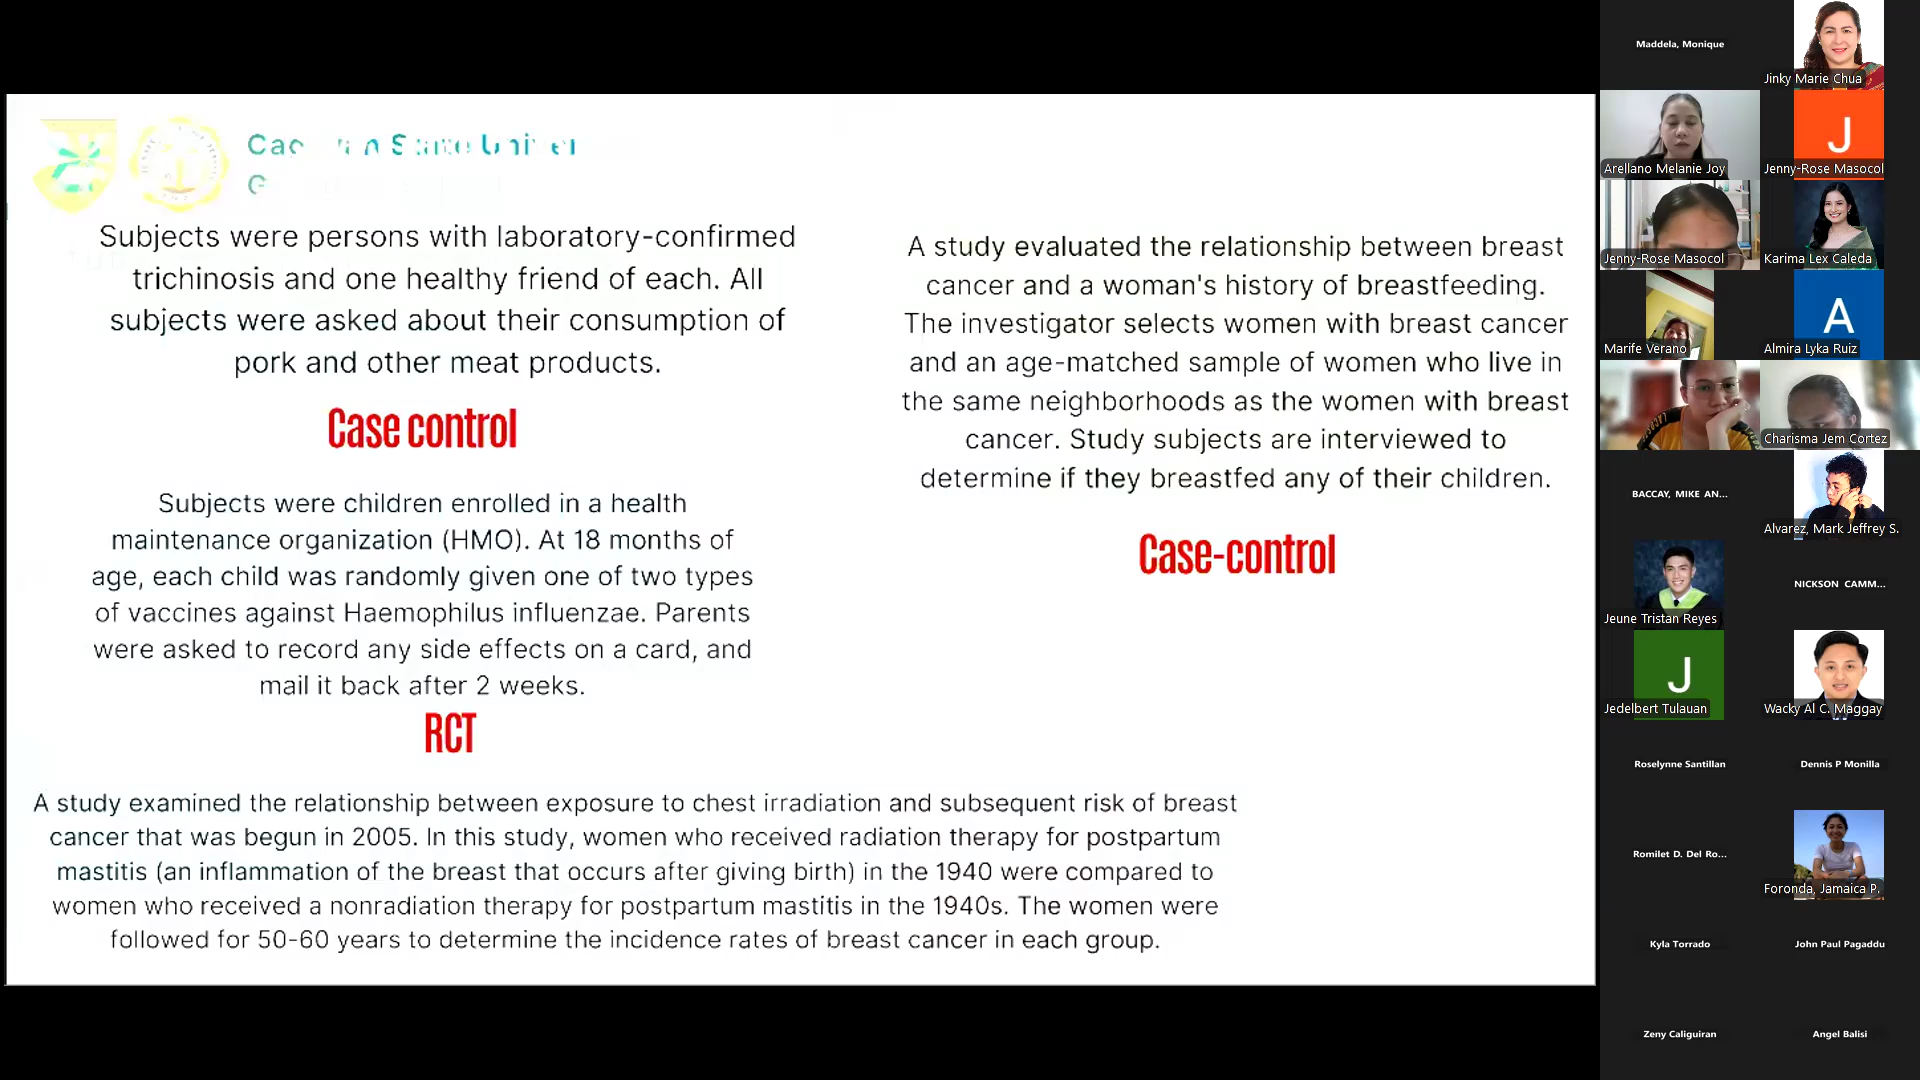 Subjects were persons with laboratory-confirmed
trichinosis and one healthy friend of each. All
subjects were asked about their consumption of
pork and other meat products.
Case control
Subjects were children enrolled in a health
maintenance organization (HMO). At 18 months of
age, each child was randomly given one of two types
of vaccines against Haemophilus influenzae. Parents
were asked to record any side effects on a card, and
mail it back after 2 weeks.
RCT
A study evaluated the relationship between breast
cancer and a woman's history of breastfeeding.
The investigator selects women with breast cancer
and an age-matched sample of women who live in
the same neighborhoods as the women with breast
cancer. Study subjects are interviewed to
determine if they breastfed any of their children.
Case-control
A study examined the relationship between exposure to chest irradiation and subsequent risk of breast
cancer that was begun in 2005. In this study, women who received radiation therapy for postpartum
mastitis (an inflammation of the breast that occurs after giving birth) in the 1940 were compared to
women who received a nonradiation therapy for postpartum mastitis in the 1940s. The women were
followed for 50-60 years to determine the incidence rates of breast cancer in each group.
Maddela, Monique
Jinky Marie Chua
Arellano Melanie Joy
J
Jenny-Rose Masocol
Jenny-Rose Masocol
Karima Lex Caleda
Marife Verano
A
Almira Lyka Ruiz
Charisma Jem Cortez
BACCAY, MIKE AN...
Alvarez, Mark Jeffrey S.
Jeune Tristan Reyes
NICKSON CAMM...
J
Jedelbert Tulauan
Wacky Al C. Maggay
Roselynne Santillan
Dennis P Monilla
Romilet D. Del Ro...
Foronda, Jamaica P.
Kyla Torrado
John Paul Pagaddu
Zeny Caliguiran
Angel Balisi